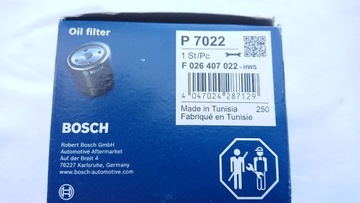 Oil filter
P 7022
1 St/Pc
F 026 407 022 -HWS
4 047024 287129
Made in Tunisia 250
Fabriqué en Tunisie
BOSCH
Robert Bosch GmbH
Automotive Aftermarket
Auf der Breit 4
76227 Karlsruhe, Germany
www.bosch-automotive.com
BOSCH